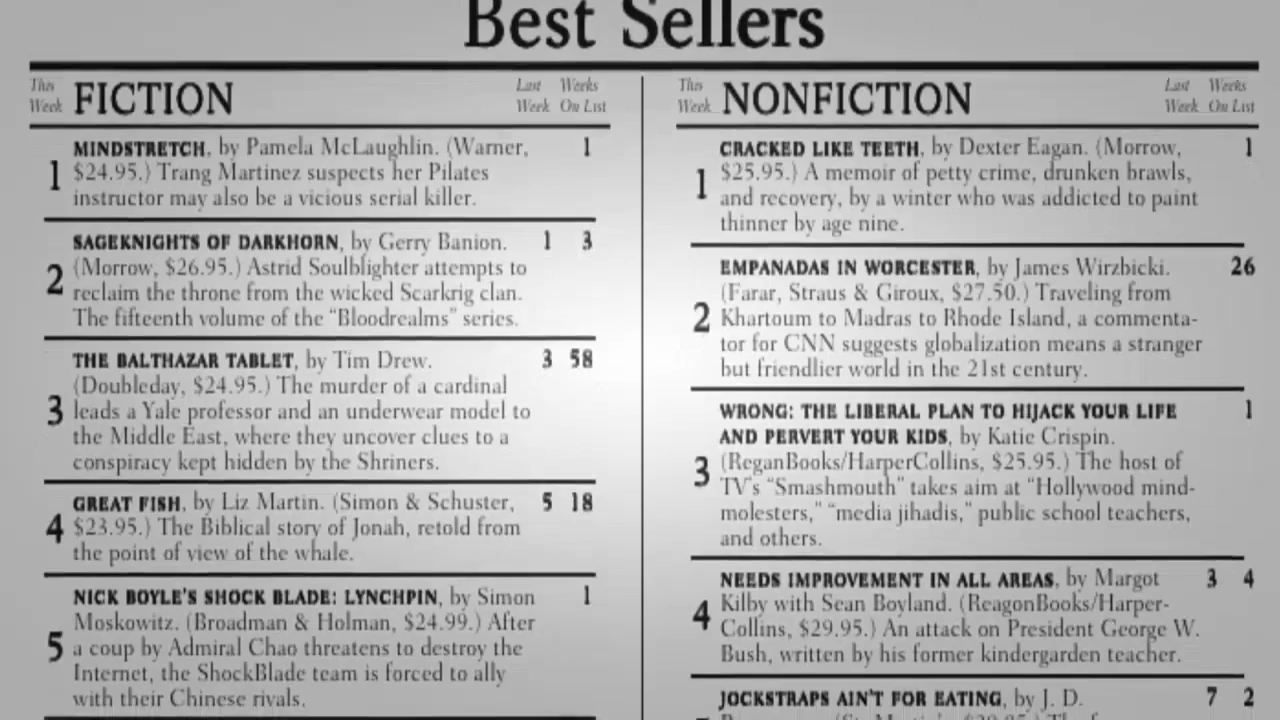 Best Sellers
This Week FICTION Last Week Weeks On List
1 MINDSTRETCH, by Pamela McLaughlin. (Warner, 1
$24.95.) Trang Martinez suspects her Pilates
instructor may also be a vicious serial killer.
2 SAGEKNIGHTS OF DARKHORN, by Gerry Banion. 1 3
(Morrow, $26.95.) Astrid Soulblighter attempts to
reclaim the throne from the wicked Scarkrig clan.
The fifteenth volume of the “Bloodrealms” series.
3 THE BALTHAZAR TABLET, by Tim Drew. 3 58
(Doubleday, $24.95.) The murder of a cardinal
leads a Yale professor and an underwear model to
the Middle East, where they uncover clues to a
conspiracy kept hidden by the Shriners.
4 GREAT FISH, by Liz Martin. (Simon & Schuster, 5 18
$23.95.) The Biblical story of Jonah, retold from
the point of view of the whale.
5 NICK BOYLE'S SHOCK BLADE: LYNCHPIN, by Simon 1
Moskowitz. (Broadman & Holman, $24.99.) After
a coup by Admiral Chao threatens to destroy the
Internet, the ShockBlade team is forced to ally
with their Chinese rivals.
This Week NONFICTION Last Week Weeks On List
1 CRACKED LIKE TEETH, by Dexter Eagan. (Morrow, 1
$25.95.) A memoir of petty crime, drunken brawls,
and recovery, by a winter who was addicted to paint
thinner by age nine.
2 EMPANADAS IN WORCESTER, by James Wirzbicki. 26
(Farar, Straus & Giroux, $27.50.) Traveling from
Khartoum to Madras to Rhode Island, a commenta-
tor for CNN suggests globalization means a stranger
but friendlier world in the 21st century.
3 WRONG: THE LIBERAL PLAN TO HIJACK YOUR LIFE 1
AND PERVERT YOUR KIDS, by Katie Crispin.
(ReganBooks/HarperCollins, $25.95.) The host of
TV's “Smashmouth” takes aim at “Hollywood mind-
molesters,” “media jihadis,” public school teachers,
and others.
4 NEEDS IMPROVEMENT IN ALL AREAS, by Margot 3 4
Kilby with Sean Boyland. (ReagonBooks/Harper-
Collins, $29.95.) An attack on President George W.
Bush, written by his former kindergarden teacher.
JOCKSTRAPS AIN'T FOR EATING, by J. D. 7 2